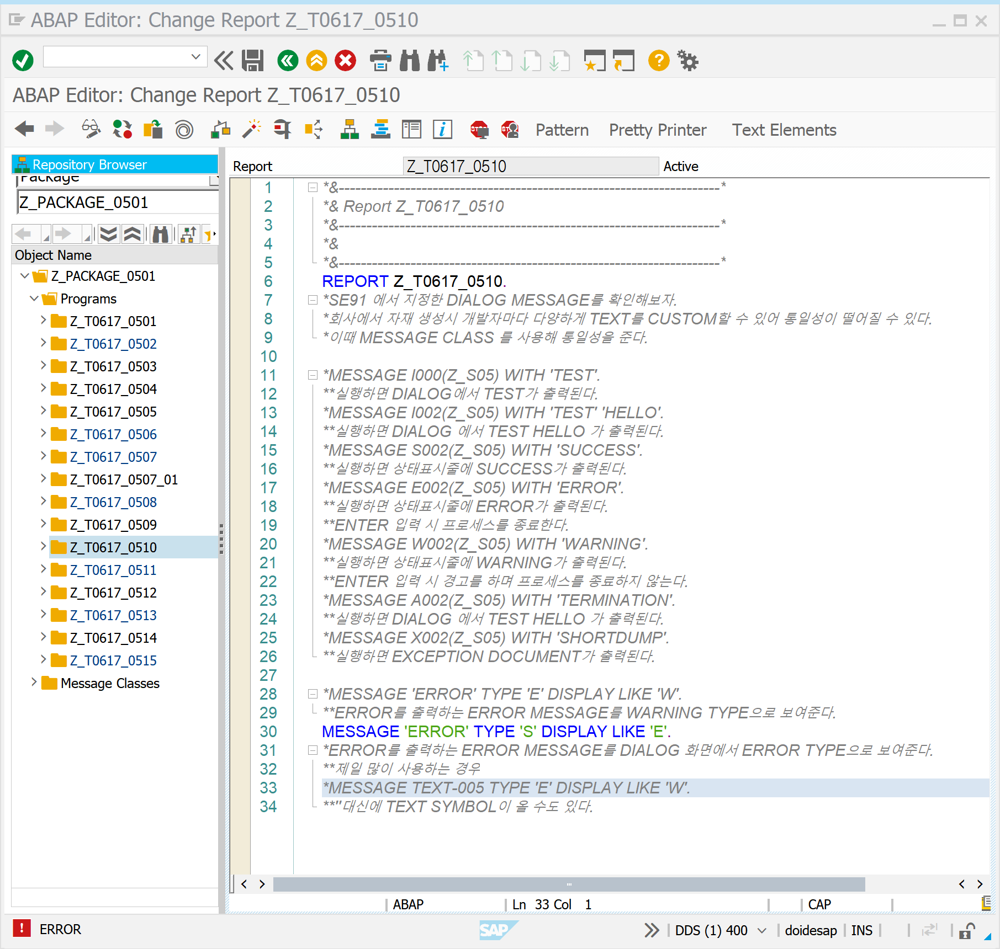 ABAP Editor: Change Report Z_T0617_0510
ABAP Editor: Change Report Z_T0617_0510
Pattern Pretty Printer Text Elements
Repository Browser
Package
Z_PACKAGE_0501
Object Name
Z_PACKAGE_0501
Programs
Z_T0617_0501
Z_T0617_0502
Z_T0617_0503
Z_T0617_0504
Z_T0617_0505
Z_T0617_0506
Z_T0617_0507
Z_T0617_0507_01
Z_T0617_0508
Z_T0617_0509
Z_T0617_0510
Z_T0617_0511
Z_T0617_0512
Z_T0617_0513
Z_T0617_0514
Z_T0617_0515
Message Classes
Report Z_T0617_0510 Active
1 *&---------------------------------------------------------------------*
2 *& Report Z_T0617_0510
3 *&---------------------------------------------------------------------*
4 *&
5 *&---------------------------------------------------------------------*
6 REPORT Z_T0617_0510.
7 *SE91 에서 지정한 DIALOG MESSAGE를 확인해보자.
8 *회사에서 자재 생성시 개발자마다 다양하게 TEXT를 CUSTOM할 수 있어 통일성이 떨어질 수 있다.
9 *이때 MESSAGE CLASS 를 사용해 통일성을 준다.
10
11 *MESSAGE I000(Z_S05) WITH 'TEST'.
12 **실행하면 DIALOG에서 TEST가 출력된다.
13 *MESSAGE I002(Z_S05) WITH 'TEST' 'HELLO'.
14 **실행하면 DIALOG 에서 TEST HELLO 가 출력된다.
15 *MESSAGE S002(Z_S05) WITH 'SUCCESS'.
16 **실행하면 상태표시줄에 SUCCESS가 출력된다.
17 *MESSAGE E002(Z_S05) WITH 'ERROR'.
18 **실행하면 상태표시줄에 ERROR가 출력된다.
19 **ENTER 입력 시 프로세스를 종료한다.
20 *MESSAGE W002(Z_S05) WITH 'WARNING'.
21 **실행하면 상태표시줄에 WARNING가 출력된다.
22 **ENTER 입력 시 경고를 하며 프로세스를 종료하지 않는다.
23 *MESSAGE A002(Z_S05) WITH 'TERMINATION'.
24 **실행하면 DIALOG 에서 TEST HELLO 가 출력된다.
25 *MESSAGE X002(Z_S05) WITH 'SHORTDUMP'.
26 **실행하면 EXCEPTION DOCUMENT가 출력된다.
27
28 *MESSAGE 'ERROR' TYPE 'E' DISPLAY LIKE 'W'.
29 **ERROR를 출력하는 ERROR MESSAGE를 WARNING TYPE으로 보여준다.
30 MESSAGE 'ERROR' TYPE 'S' DISPLAY LIKE 'E'.
31 *ERROR를 출력하는 ERROR MESSAGE를 DIALOG 화면에서 ERROR TYPE으로 보여준다.
32 **제일 많이 사용하는 경우
33 *MESSAGE TEXT-005 TYPE 'E' DISPLAY LIKE 'W'.
34 **''대신에 TEXT SYMBOL이 올 수도 있다.
ABAP Ln 33 Col 1 CAP
ERROR SAP DDS (1) 400 doidesap INS